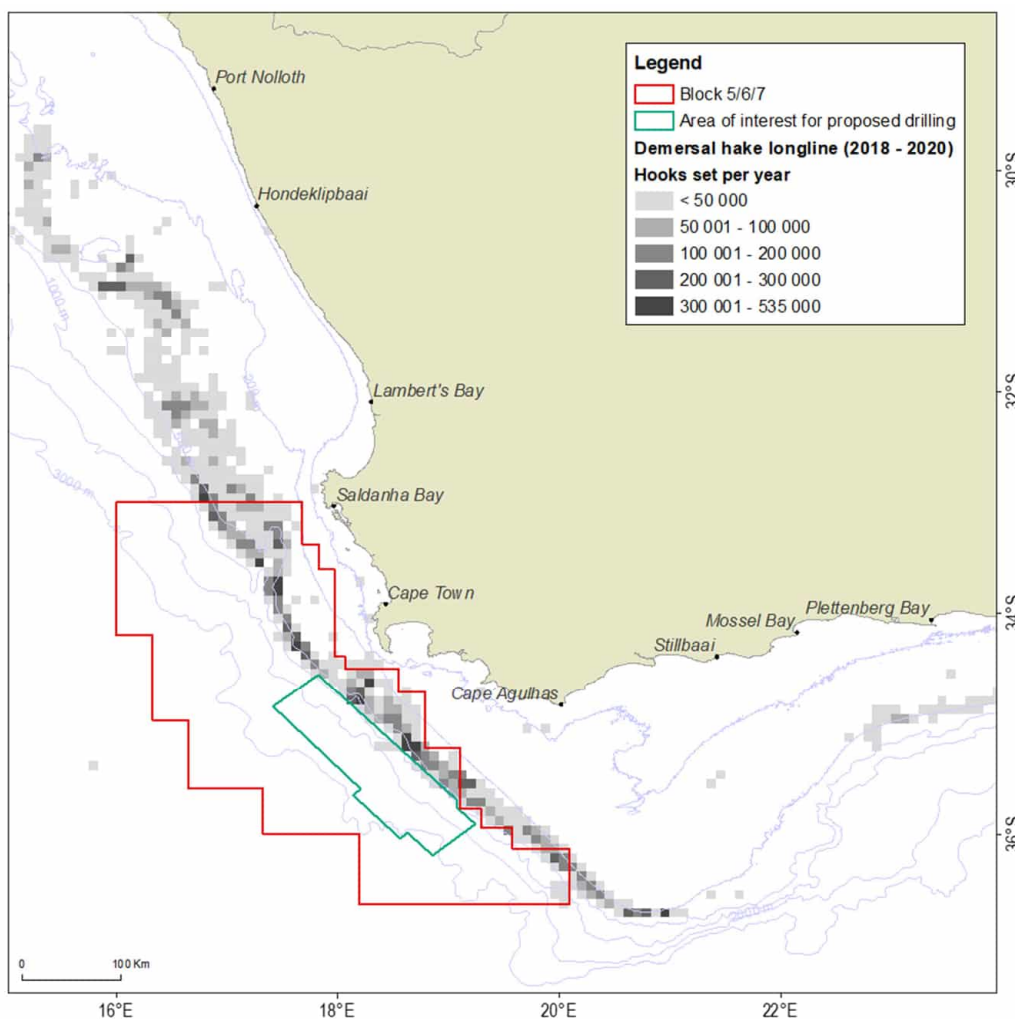 Legend
Block 5/6/7
Area of interest for proposed drilling
Demersal hake longline (2018 - 2020)
Hooks set per year
< 50 000
50 001 - 100 000
100 001 - 200 000
200 001 - 300 000
300 001 - 535 000
Port Nolloth
Hondeklipbaai
Lambert's Bay
Saldanha Bay
Cape Town
Cape Agulhas
Stillbaai
Mossel Bay
Plettenberg Bay
1000 m
200 m
3000 m
30°S
32°S
34°S
36°S
0 100 Km
16°E 18°E 20°E 22°E